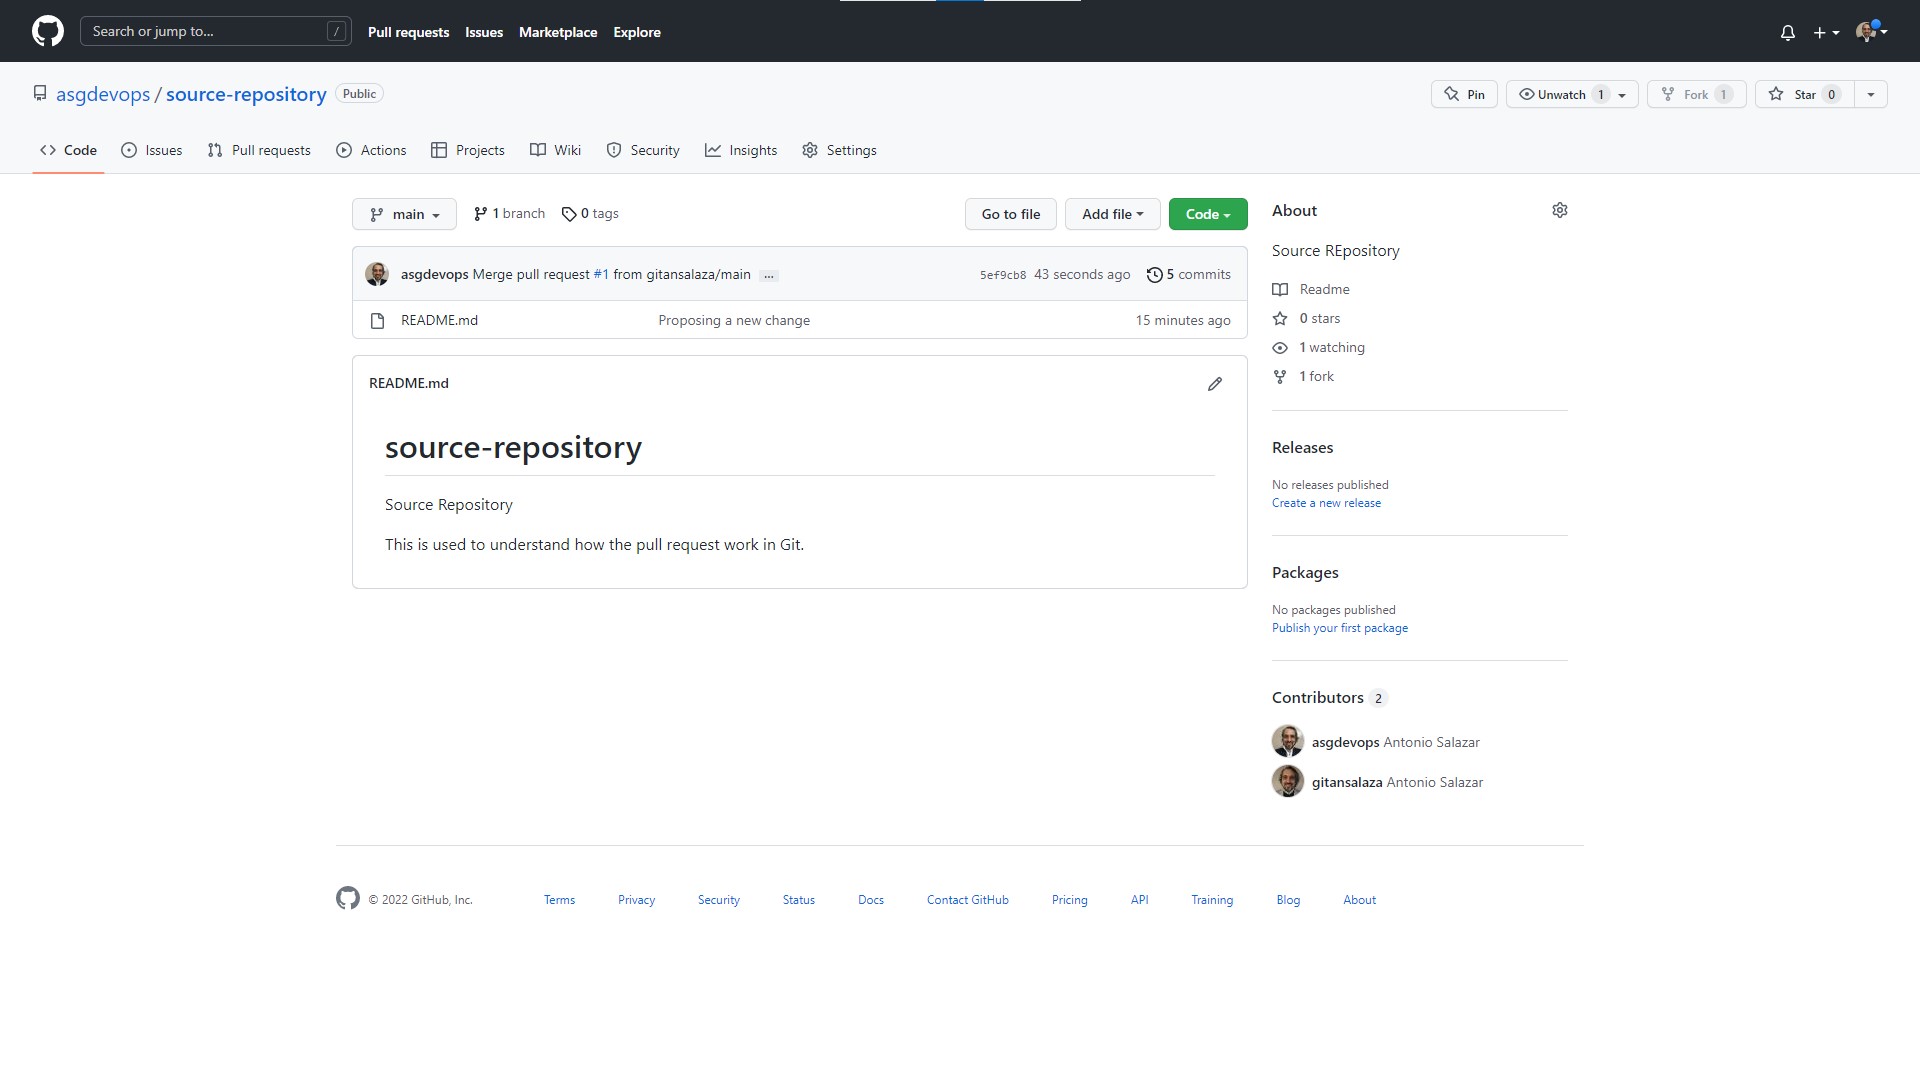 Search or jump to... /
Pull requests Issues Marketplace Explore
asgdevops / source-repository Public
Pin Unwatch 1 Fork 1 Star 0
Code Issues Pull requests Actions Projects Wiki Security Insights Settings
main 1 branch 0 tags Go to file Add file Code
asgdevops Merge pull request #1 from gitansalaza/main ... 5ef9cb8 43 seconds ago 5 commits
README.md Proposing a new change 15 minutes ago
README.md
source-repository
Source Repository
This is used to understand how the pull request work in Git.
About
Source REpository
Readme
0 stars
1 watching
1 fork
Releases
No releases published
Create a new release
Packages
No packages published
Publish your first package
Contributors 2
asgdevops Antonio Salazar
gitansalaza Antonio Salazar
© 2022 GitHub, Inc. Terms Privacy Security Status Docs Contact GitHub Pricing API Training Blog About